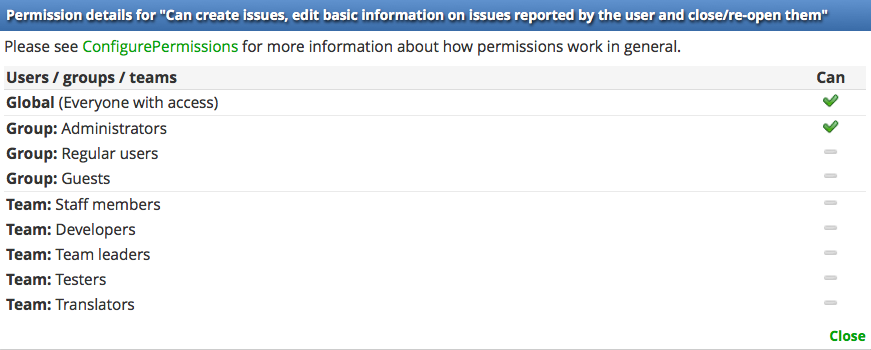 Permission details for "Can create issues, edit basic information on issues reported by the user and close/re-open them"
Please see ConfigurePermissions for more information about how permissions work in general.
Users / groups / teams Can
Global (Everyone with access)
Group: Administrators
Group: Regular users
Group: Guests
Team: Staff members
Team: Developers
Team: Team leaders
Team: Testers
Team: Translators
Close